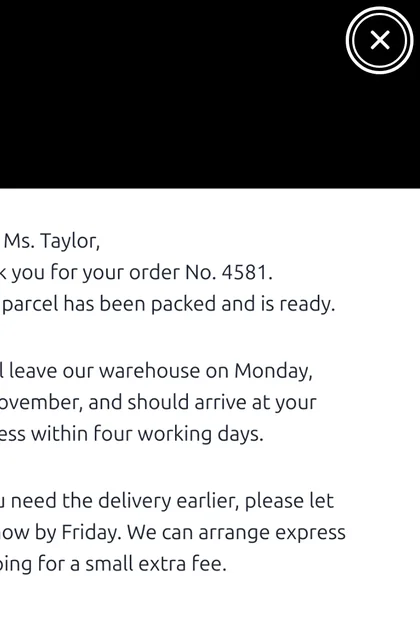 Ms. Taylor,
you for your order No. 4581.
parcel has been packed and is ready.
leave our warehouse on Monday,
and should arrive at your
within four working days.
need the delivery earlier, please let
by Friday. We can arrange express
for a small extra fee.